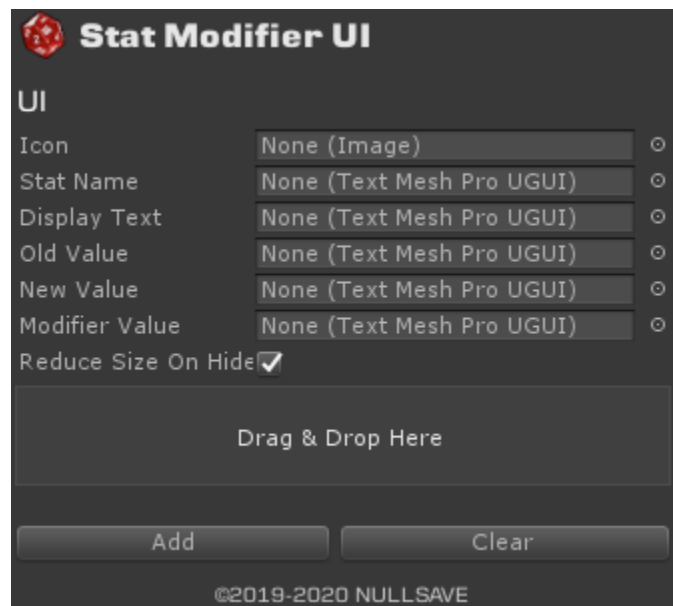 Stat Modifier UI
UI
Icon None (Image)
Stat Name None (Text Mesh Pro UGUI)
Display Text None (Text Mesh Pro UGUI)
Old Value None (Text Mesh Pro UGUI)
New Value None (Text Mesh Pro UGUI)
Modifier Value None (Text Mesh Pro UGUI)
Reduce Size On Hide
Drag & Drop Here
Add Clear
©2019-2020 NULLSAVE